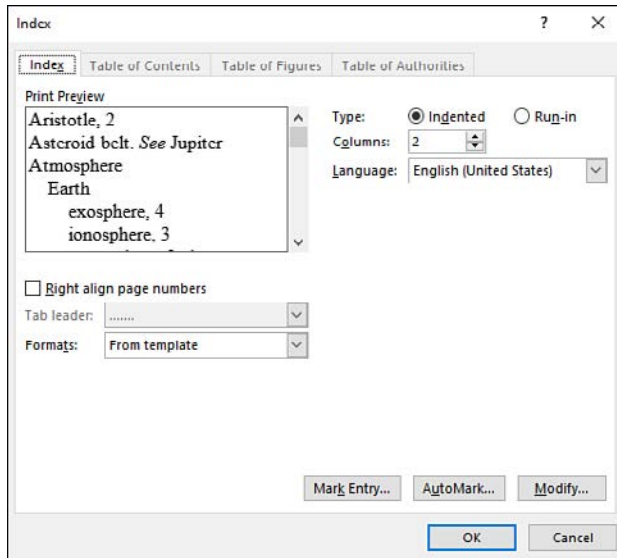 Index ?
Index Table of Contents Table of Figures Table of Authorities
Print Preview
Aristotle, 2
Asteroid belt. See Jupiter
Atmosphere
Earth
exosphere, 4
ionosphere, 3
Type: Indented Run-in
Columns: 2
Language: English (United States)
Right align page numbers
Tab leader: .......
Formats: From template
Mark Entry... AutoMark... Modify...
OK Cancel